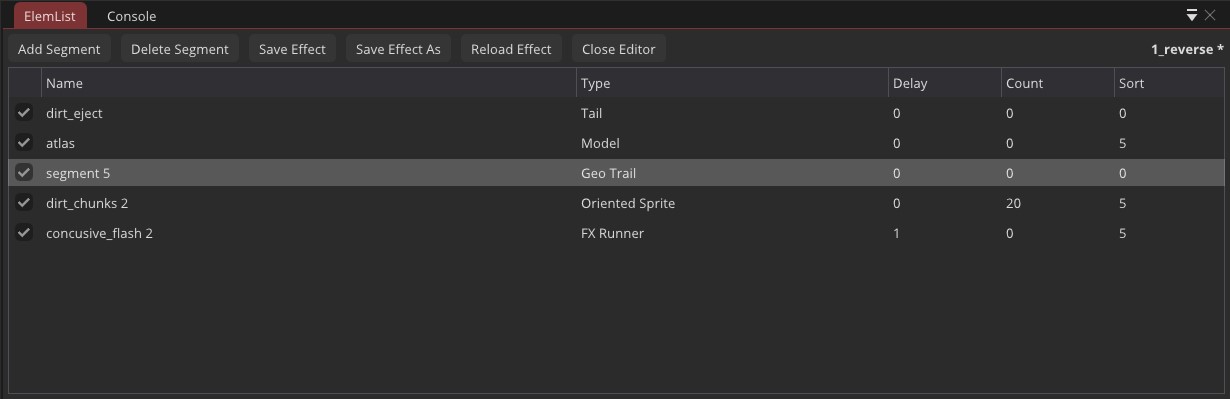 ElemList Console
Add Segment Delete Segment Save Effect Save Effect As Reload Effect Close Editor 1_reverse *
Name Type Delay Count Sort
dirt_eject Tail 0 0 0
atlas Model 0 0 5
segment 5 Geo Trail 0 0 0
dirt_chunks 2 Oriented Sprite 0 20 5
concusive_flash 2 FX Runner 1 0 5